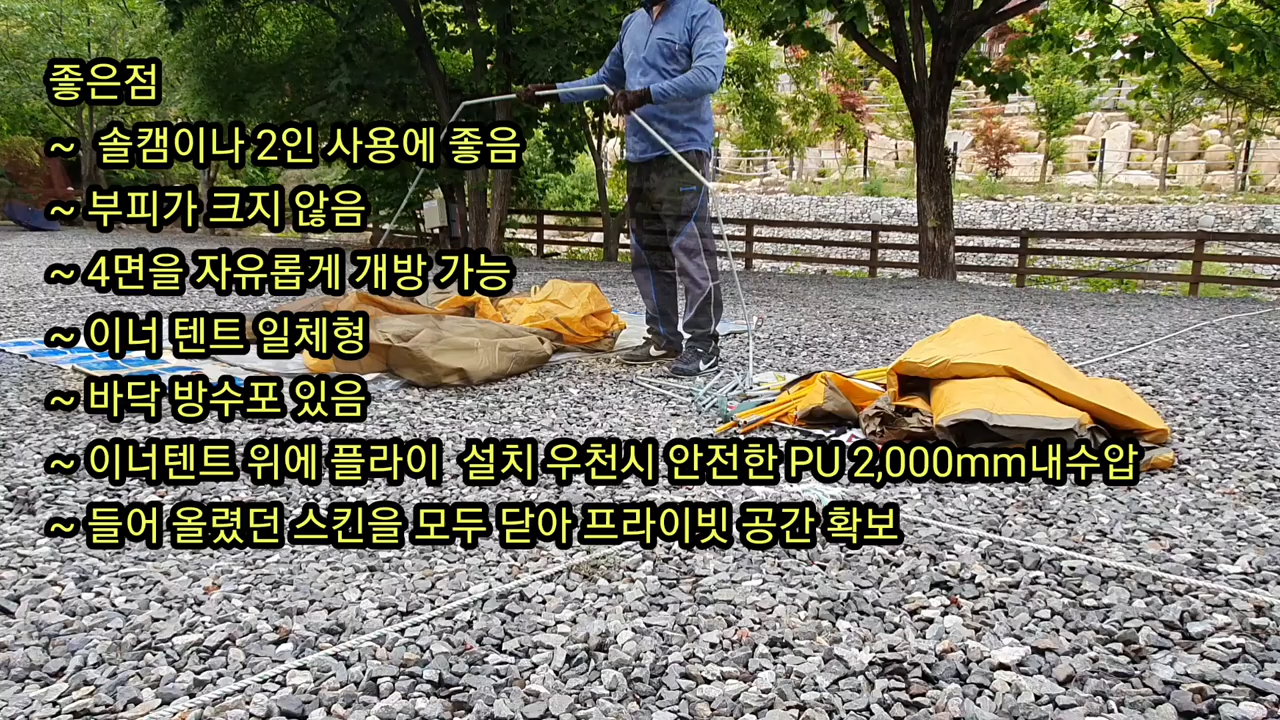 좋은점
~ 솔캠이나 2인 사용에 좋음
~ 부피가 크지 않음
~ 4면을 자유롭게 개방 가능
~ 이너 텐트 일체형
~ 바닥 방수포 있음
~ 이너텐트 위에 플라이 설치 우천시 안전한 PU 2,000mm내수압
~ 들어 올렸던 스킨을 모두 닫아 프라이빗 공간 확보